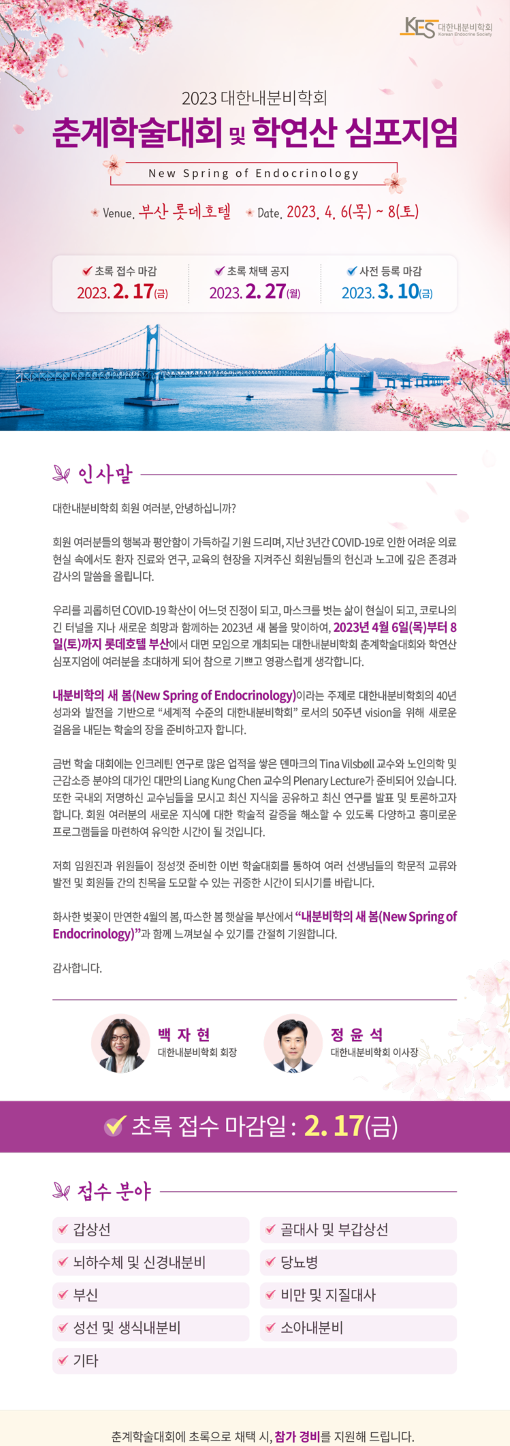 KES 대한내분비학회
Korean Endocrine Society
2023 대한내분비학회
춘계학술대회 및 학연산 심포지엄
New Spring of Endocrinology
Venue. 부산 롯데호텔 Date. 2023. 4. 6(목) ~ 8(토)
초록 접수 마감 초록 채택 공지 사전 등록 마감
2023. 2. 17(금) 2023. 2. 27(월) 2023. 3. 10(금)
인사말
대한내분비학회 회원 여러분, 안녕하십니까?
회원 여러분들의 행복과 평안함이 가득하길 기원 드리며, 지난 3년간 COVID-19로 인한 어려운 의료
현실 속에서도 환자 진료와 연구, 교육의 현장을 지켜주신 회원님들의 헌신과 노고에 깊은 존경과
감사의 말씀을 올립니다.
우리를 괴롭히던 COVID-19 확산이 어느덧 진정이 되고, 마스크를 벗는 삶이 현실이 되고, 코로나의
긴 터널을 지나 새로운 희망과 함께하는 2023년 새 봄을 맞이하여, 2023년 4월 6일(목)부터 8
일(토)까지 롯데호텔 부산에서 대면 모임으로 개최되는 대한내분비학회 춘계학술대회와 학연산
심포지엄에 여러분을 초대하게 되어 참으로 기쁘고 영광스럽게 생각합니다.
내분비학의 새 봄(New Spring of Endocrinology)이라는 주제로 대한내분비학회의 40년
성과와 발전을 기반으로 “세계적 수준의 대한내분비학회” 로서의 50주년 vision을 위해 새로운
걸음을 내딛는 학술의 장을 준비하고자 합니다.
금번 학술 대회에는 인크레틴 연구로 많은 업적을 쌓은 덴마크의 Tina Vilsbøll 교수와 노인의학 및
근감소증 분야의 대가인 대만의 Liang Kung Chen 교수의 Plenary Lecture가 준비되어 있습니다.
또한 국내외 저명하신 교수님들을 모시고 최신 지식을 공유하고 최신 연구를 발표 및 토론하고자
합니다. 회원 여러분의 새로운 지식에 대한 학술적 갈증을 해소할 수 있도록 다양하고 흥미로운
프로그램들을 마련하여 유익한 시간이 될 것입니다.
저희 임원진과 위원들이 정성껏 준비한 이번 학술대회를 통하여 여러 선생님들의 학문적 교류와
발전 및 회원들 간의 친목을 도모할 수 있는 귀중한 시간이 되시기를 바랍니다.
화사한 벚꽃이 만연한 4월의 봄, 따스한 봄 햇살을 부산에서 “내분비학의 새 봄(New Spring of
Endocrinology)”과 함께 느껴보실 수 있기를 간절히 기원합니다.
감사합니다.
백 자 현 정 윤 석
대한내분비학회 회장 대한내분비학회 이사장
초록 접수 마감일 : 2. 17(금)
접수 분야
갑상선 골대사 및 부갑상선
뇌하수체 및 신경내분비 당뇨병
부신 비만 및 지질대사
성선 및 생식내분비 소아내분비
기타
춘계학술대회에 초록으로 채택 시, 참가 경비를 지원해 드립니다.